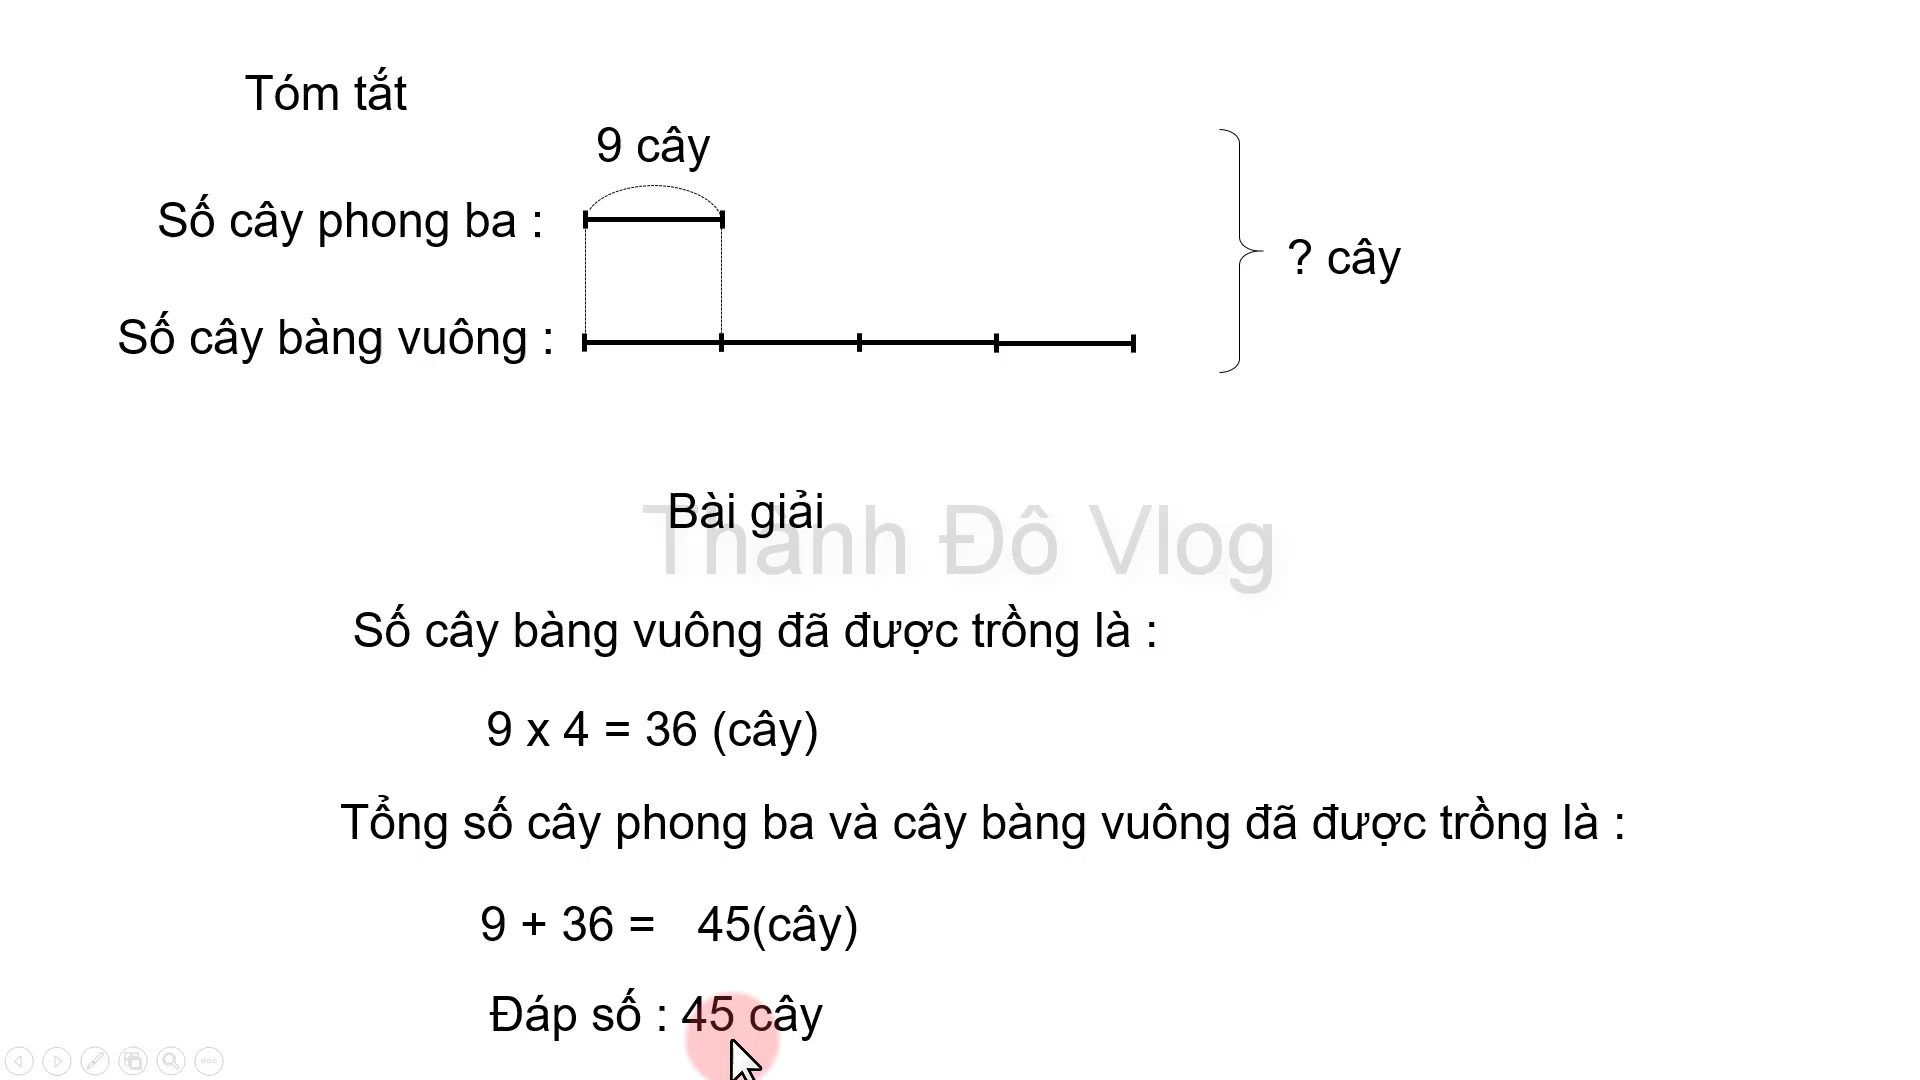 Tóm tắt
9 cây
Số cây phong ba :
? cây
Số cây bàng vuông :
Bài giải
Thành Đô Vlog
Số cây bàng vuông đã được trồng là :
9 x 4 = 36 (cây)
Tổng số cây phong ba và cây bàng vuông đã được trồng là :
9 + 36 = 45(cây)
Đáp số : 45 cây